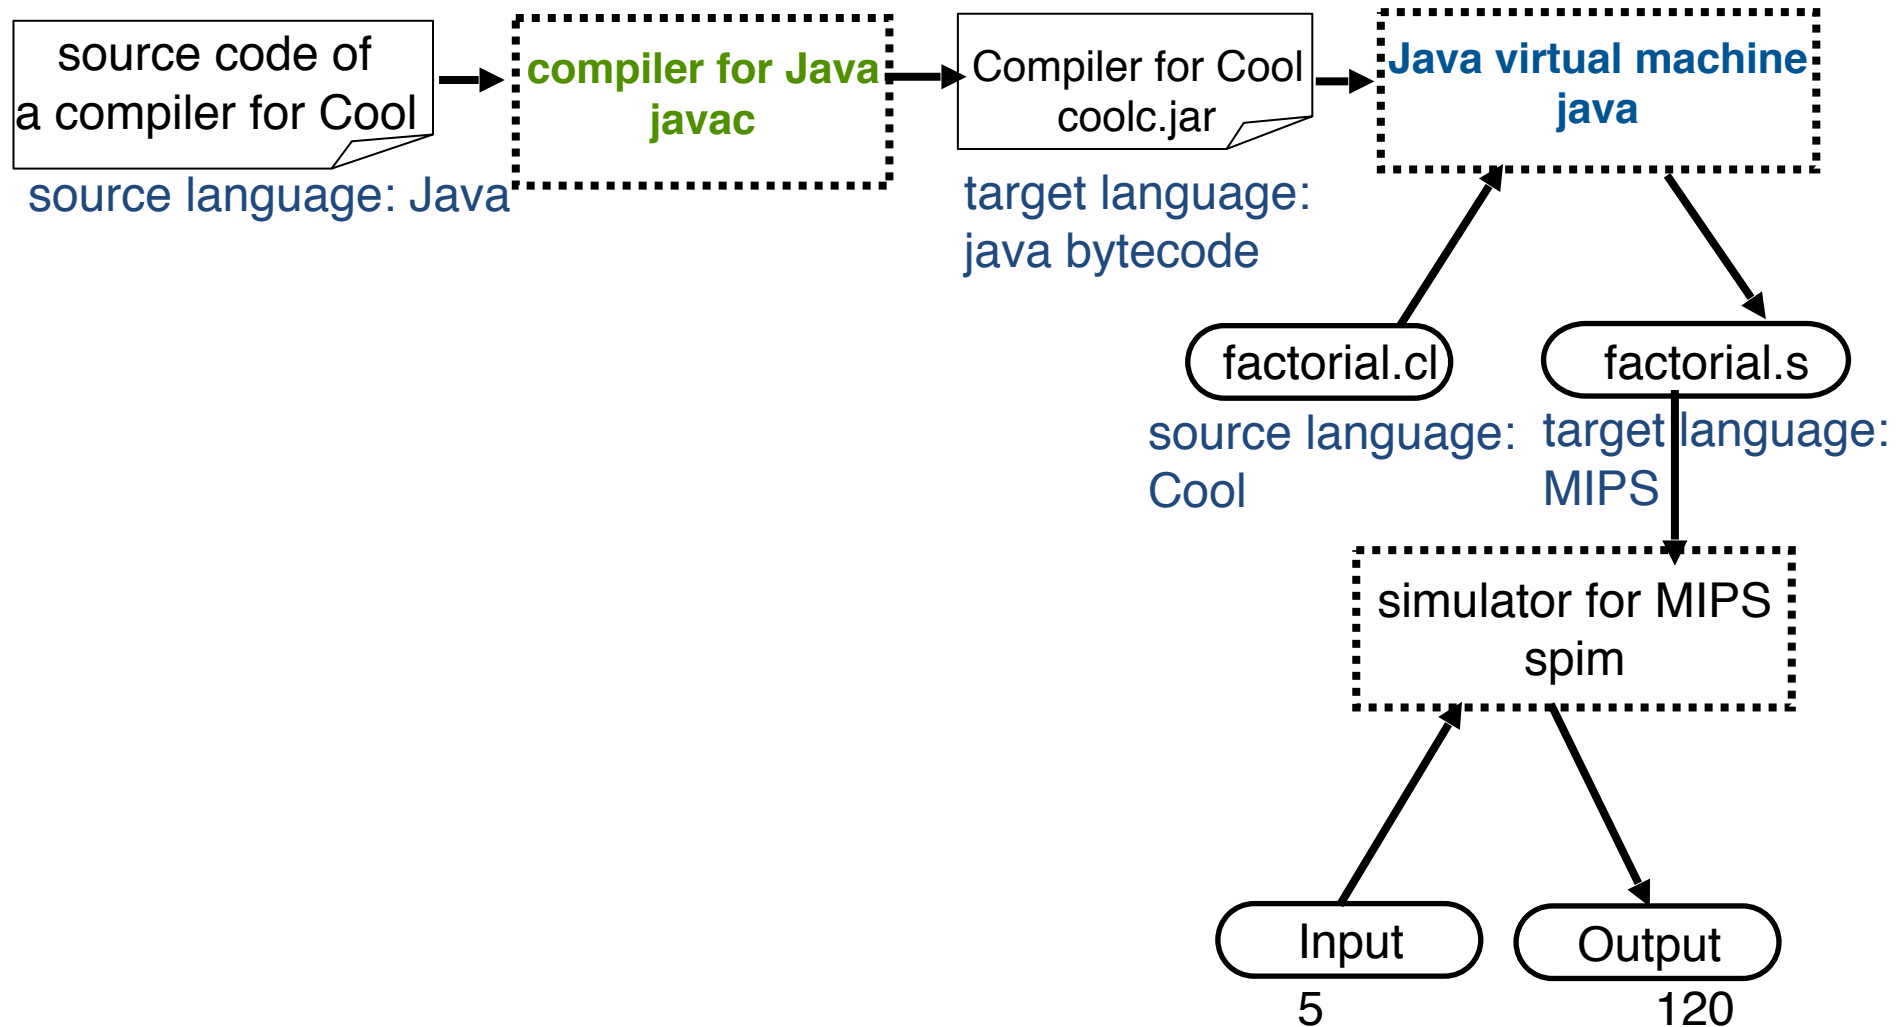 source code of
a compiler for Cool
source language: Java
compiler for Java
javac
Compiler for Cool
coolc.jar
target language:
java bytecode
Java virtual machine
java
factorial.cl
source language:
Cool
factorial.s
target language:
MIPS
simulator for MIPS
spim
Input
5
Output
120